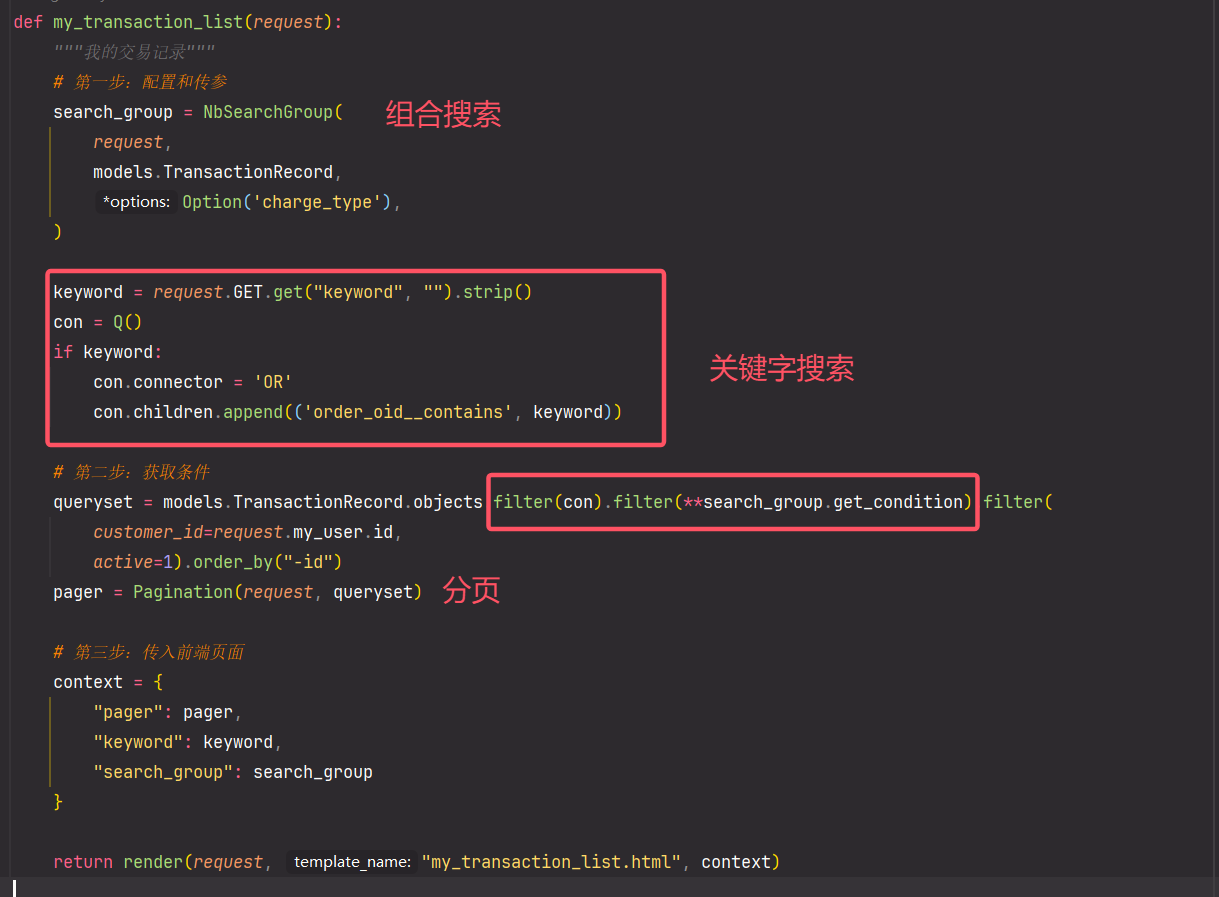 def my_transaction_list(request):
"""我的交易记录"""
# 第一步：配置和传参
search_group = NbSearchGroup( 组合搜索
request,
models.TransactionRecord,
*options: Option('charge_type'),
)
keyword = request.GET.get("keyword", "").strip()
con = Q()
if keyword:
关键字搜索
con.connector = 'OR'
con.children.append(('order_oid__contains', keyword))
# 第二步：获取条件
queryset = models.TransactionRecord.objects filter(con).filter(**search_group.get_condition) filter(
customer_id=request.my_user.id,
active=1).order_by("-id")
pager = Pagination(request, queryset) 分页
# 第三步：传入前端页面
context = {
"pager": pager,
"keyword": keyword,
"search_group": search_group
}
return render(request, template_name: "my_transaction_list.html", context)